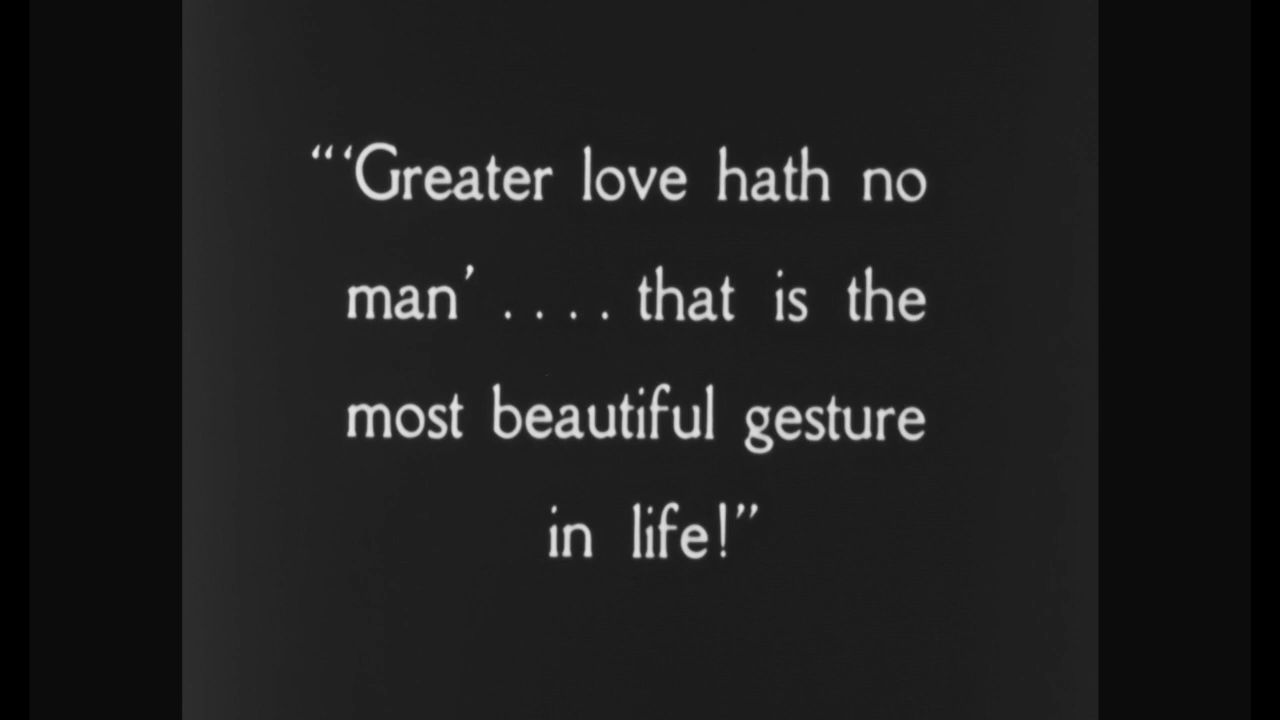 “‘Greater love hath no
man’ . . . . that is the
most beautiful gesture
in life!”